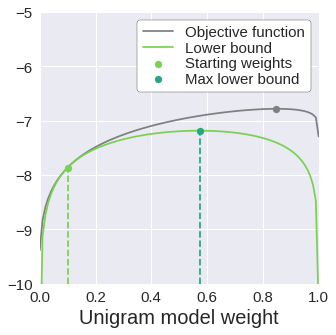 −5
−6
−7
−8
−9
−10
Objective function
Lower bound
Starting weights
Max lower bound
0.0 0.2 0.4 0.6 0.8 1.0
Unigram model weight